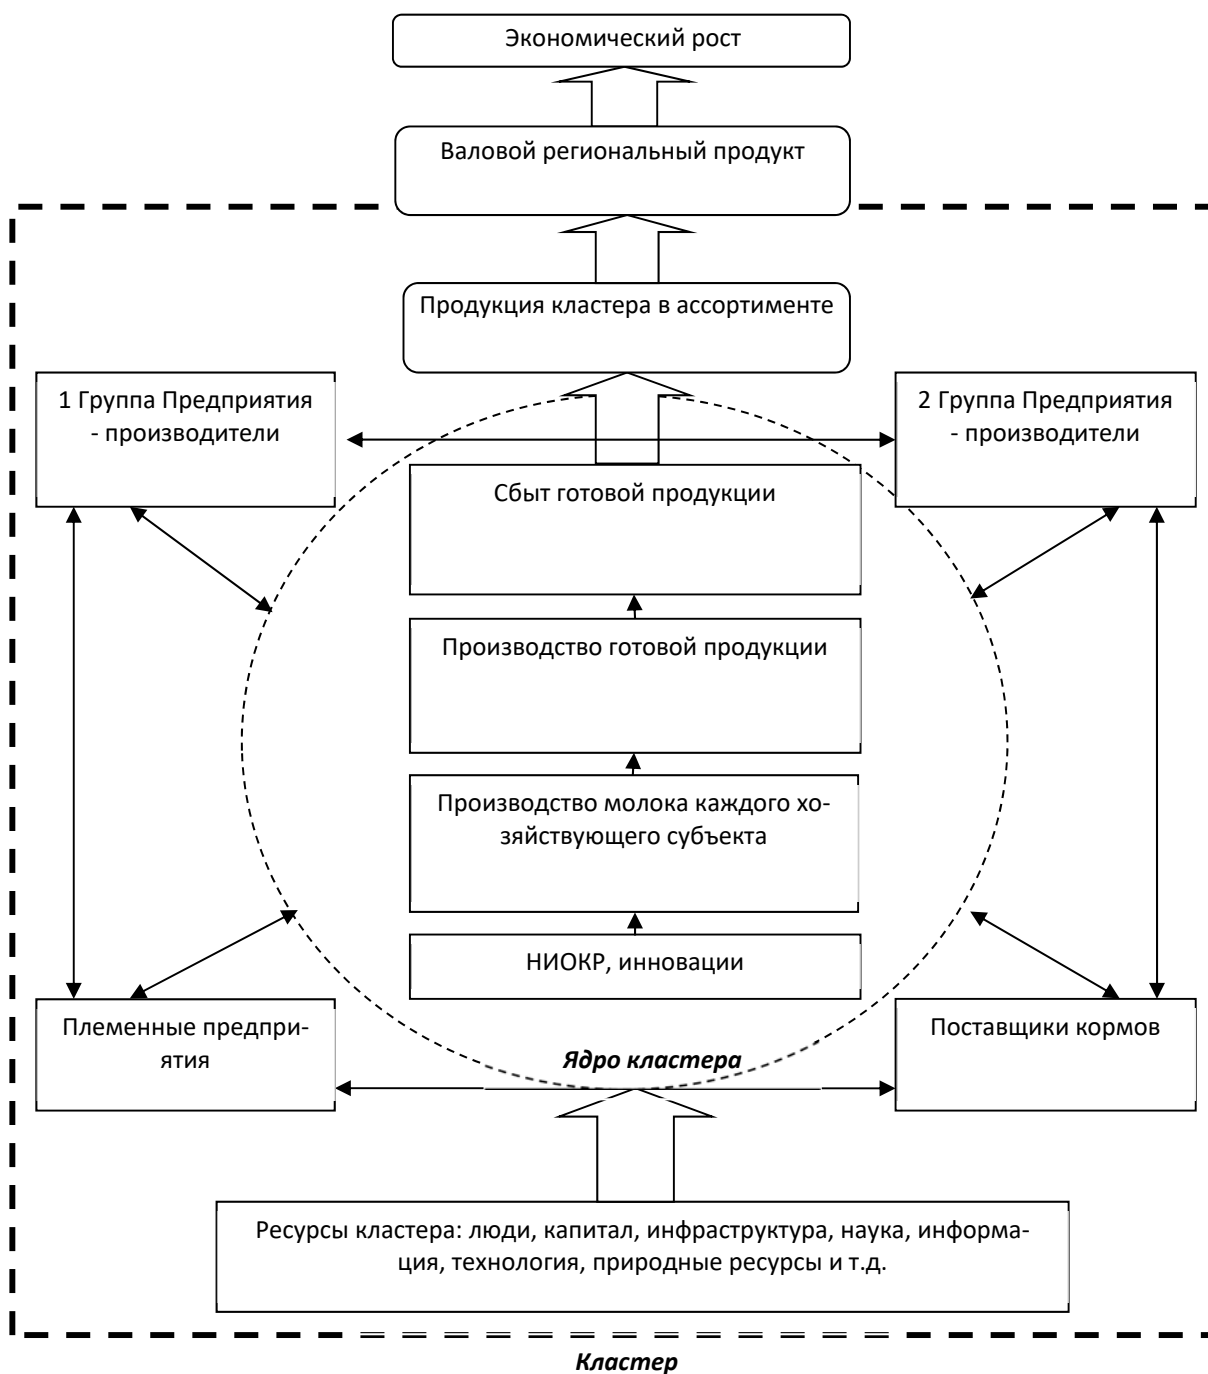 Экономический рост
Валовой региональный продукт
Продукция кластера в ассортименте
1 Группа Предприятия
- производители
2 Группа Предприятия
- производители
Сбыт готовой продукции
Производство готовой продукции
Производство молока каждого хо-
зяйствующего субъекта
НИОКР, инновации
Племенные предпри-
ятия
Поставщики кормов
Ядро кластера
Ресурсы кластера: люди, капитал, инфраструктура, наука, информа-
ция, технология, природные ресурсы и т.д.
Кластер